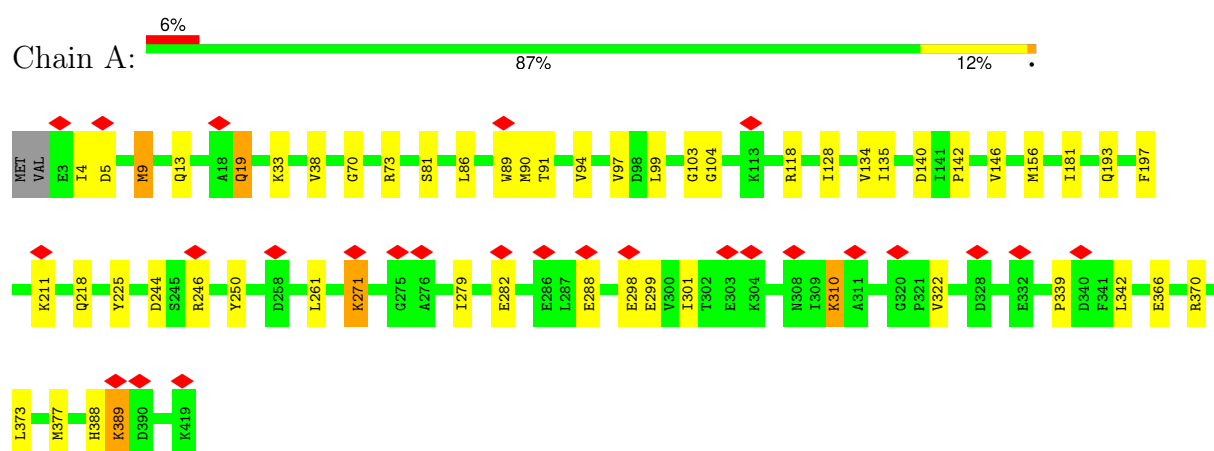 6%
Chain A:
87% 12% •
MET VAL E3 I4 D5 M9 Q13 A18 Q19 K33 V38 G70 R73 S81 L86 W89 M90 T91 V94 V97 D98 L99 G103 G104 K113 R118 I128 V134 I135 D140 I141 P142 V146 M156 I181 Q193 F197
K211 Q218 Y225 D244 S245 R246 Y250 D258 L261 K271 G275 A276 I279 E282 E286 L287 E288 E298 E299 V300 I301 T302 E303 K304 N308 I309 K310 A311 G320 P321 V322 D328 E332 P339 D340 F341 L342 E366 R370
L373 M377 H388 K389 D390 K419